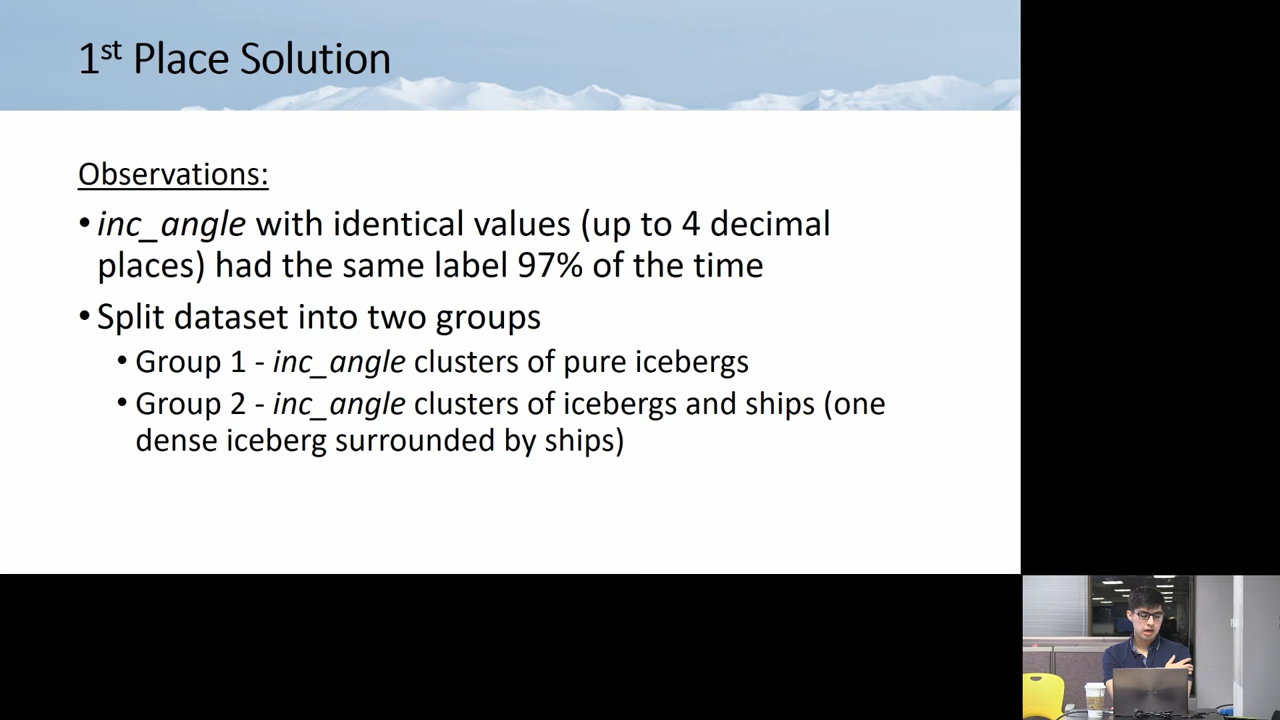 1st Place Solution
Observations:
• inc_angle with identical values (up to 4 decimal
places) had the same label 97% of the time
• Split dataset into two groups
• Group 1 - inc_angle clusters of pure icebergs
• Group 2 - inc_angle clusters of icebergs and ships (one
dense iceberg surrounded by ships)